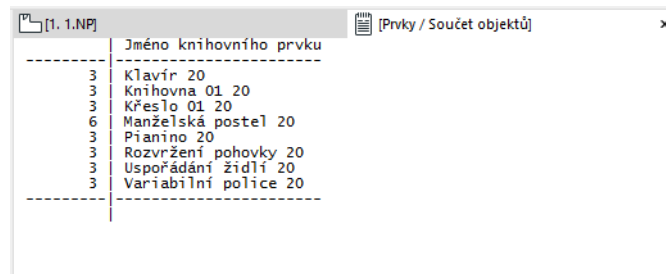 [1. 1.NP]
[Prvky / Součet objektů]
| Jméno knihovního prvku
---------|----------------------
3 | Klavír 20
3 | Knihovna 01 20
3 | Křeslo 01 20
6 | Manželská postel 20
3 | Pianino 20
3 | Rozvržení pohovky 20
3 | Uspořádání židlí 20
3 | Variabilní police 20
---------|----------------------
|